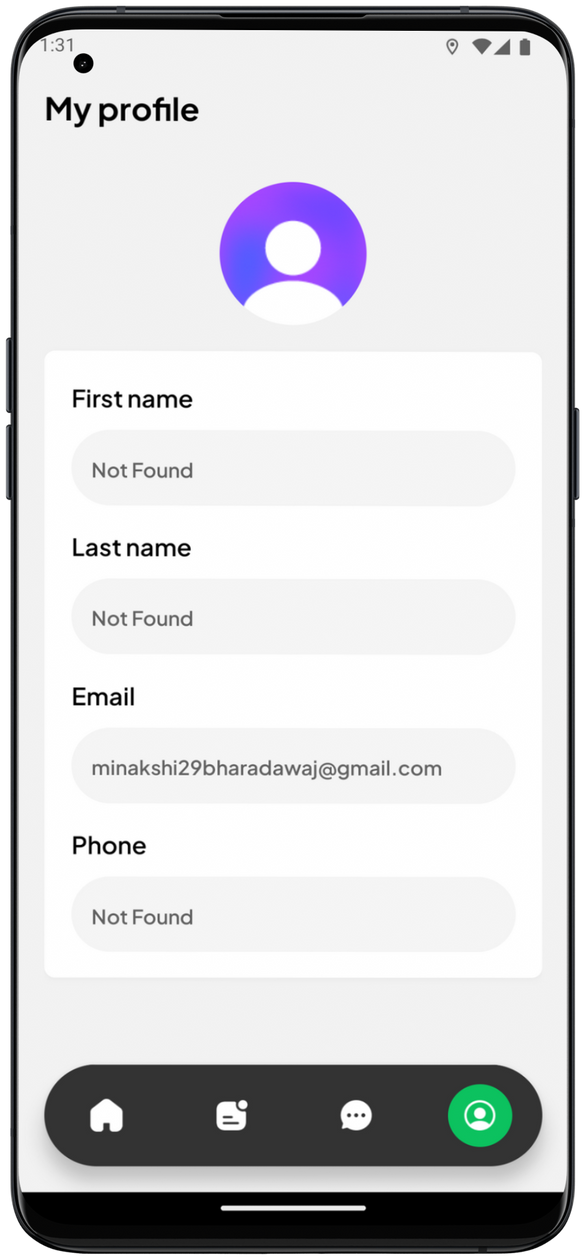 1:31
My profile
First name
Not Found
Last name
Not Found
Email
minakshi29bharadawaj@gmail.com
Phone
Not Found